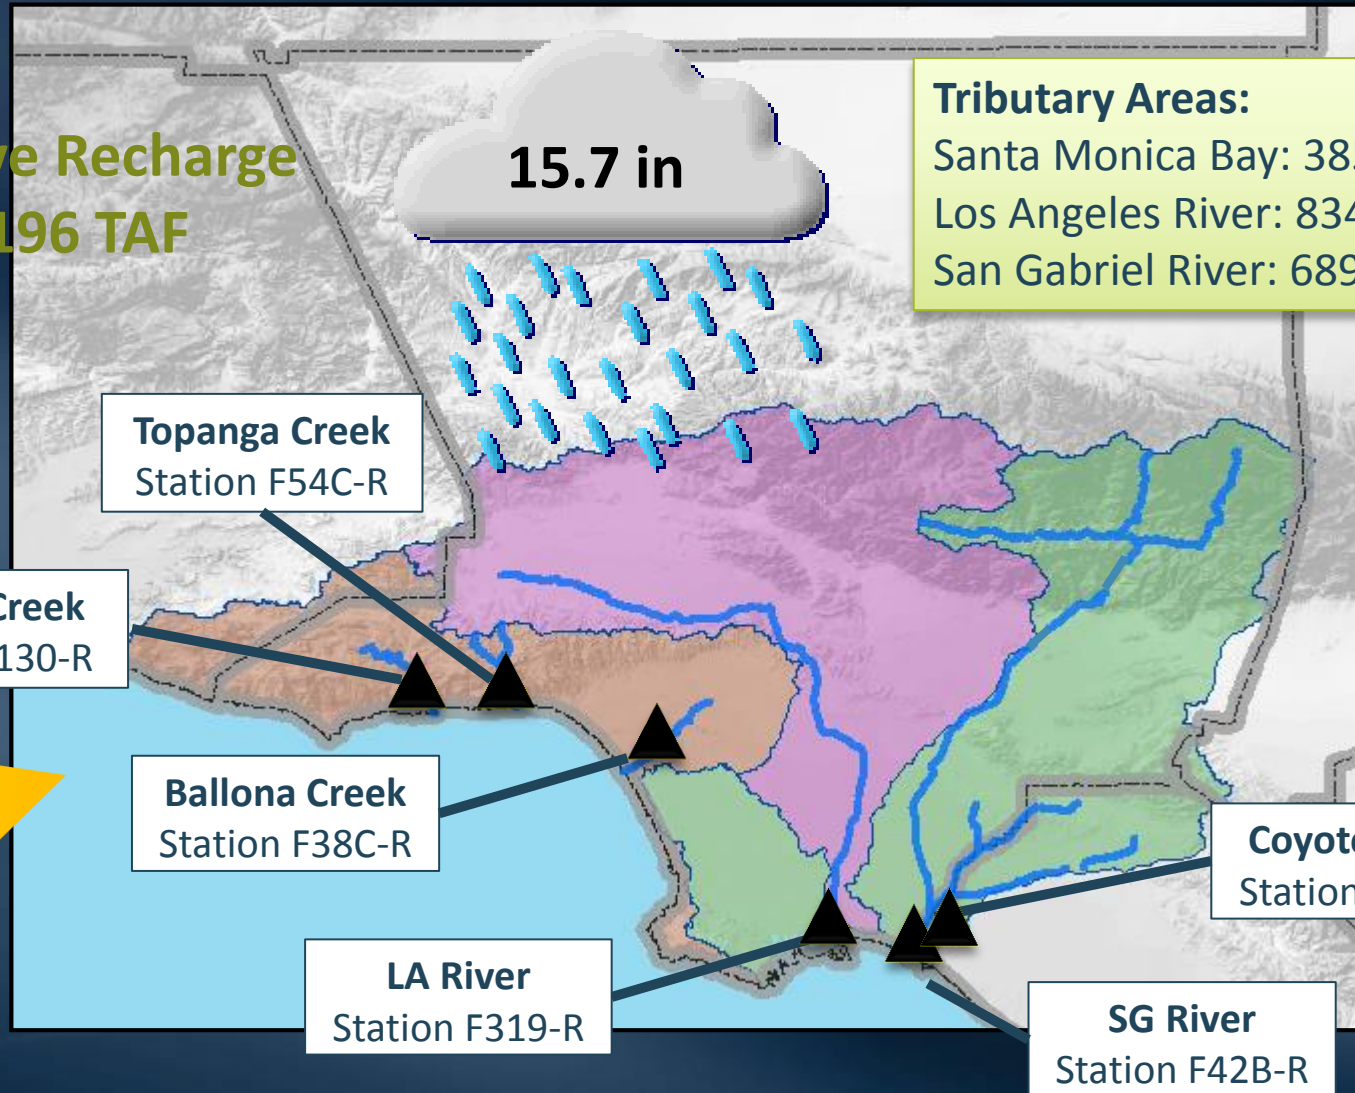 15.7 in
Tributary Areas:
Santa Monica Bay: 38
Los Angeles River: 834
San Gabriel River: 689
Recharge
196 TAF
Topanga Creek
Station F54C-R
Creek
130-R
Ballona Creek
Station F38C-R
LA River
Station F319-R
Coyote
Station
SG River
Station F42B-R